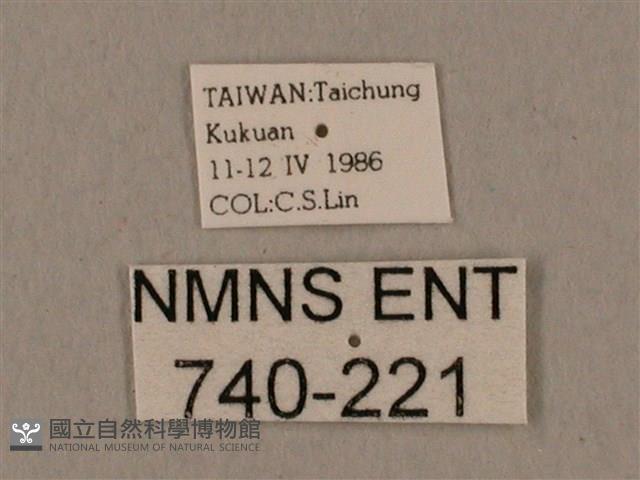 TAIWAN:Taichung
Kukuan
11-12 IV 1986
COL:C.S.Lin
NMNS ENT
740-221
國立自然科學博物館
NATIONAL MUSEUM OF NATURAL SCIENCE